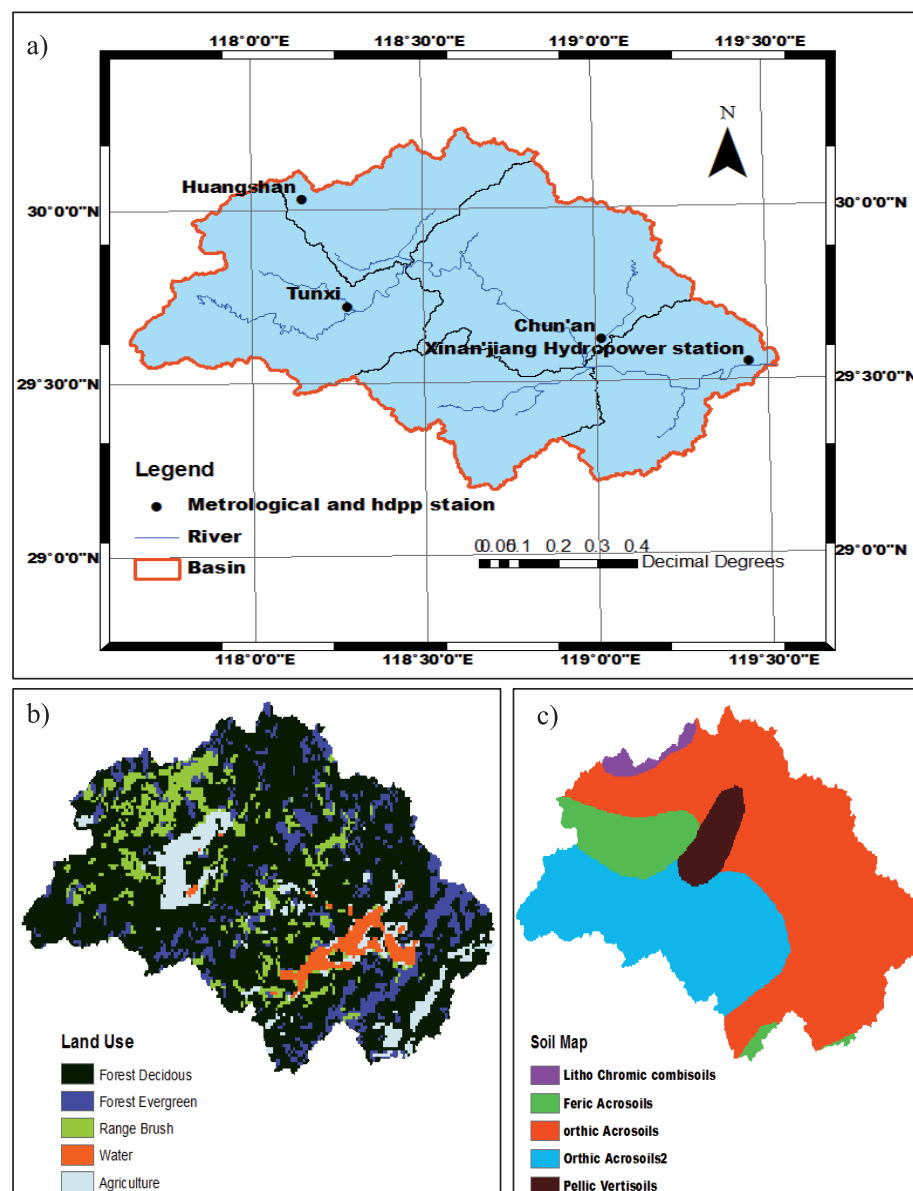 a)
118°0'0"E 118°30'0"E 119°0'0"E 119°30'0"E
N
Huangshan
30°0'0"N 30°0'0"N
Tunxi
Chun'an
Xinan'jiang Hydropower station
29°30'0"N 29°30'0"N
Legend
Metrological and hdpp staion
River
Basin
0 0.05 0.1 0.2 0.3 0.4
Decimal Degrees
29°0'0"N 29°0'0"N
118°0'0"E 118°30'0"E 119°0'0"E 119°30'0"E
b)
Land Use
Forest Decidous
Forest Evergreen
Range Brush
Water
Agriculture
c)
Soil Map
Litho Chromic combisoils
Feric Acrosoils
orthic Acrosoils
Orthic Acrosoils2
Pellic Vertisoils